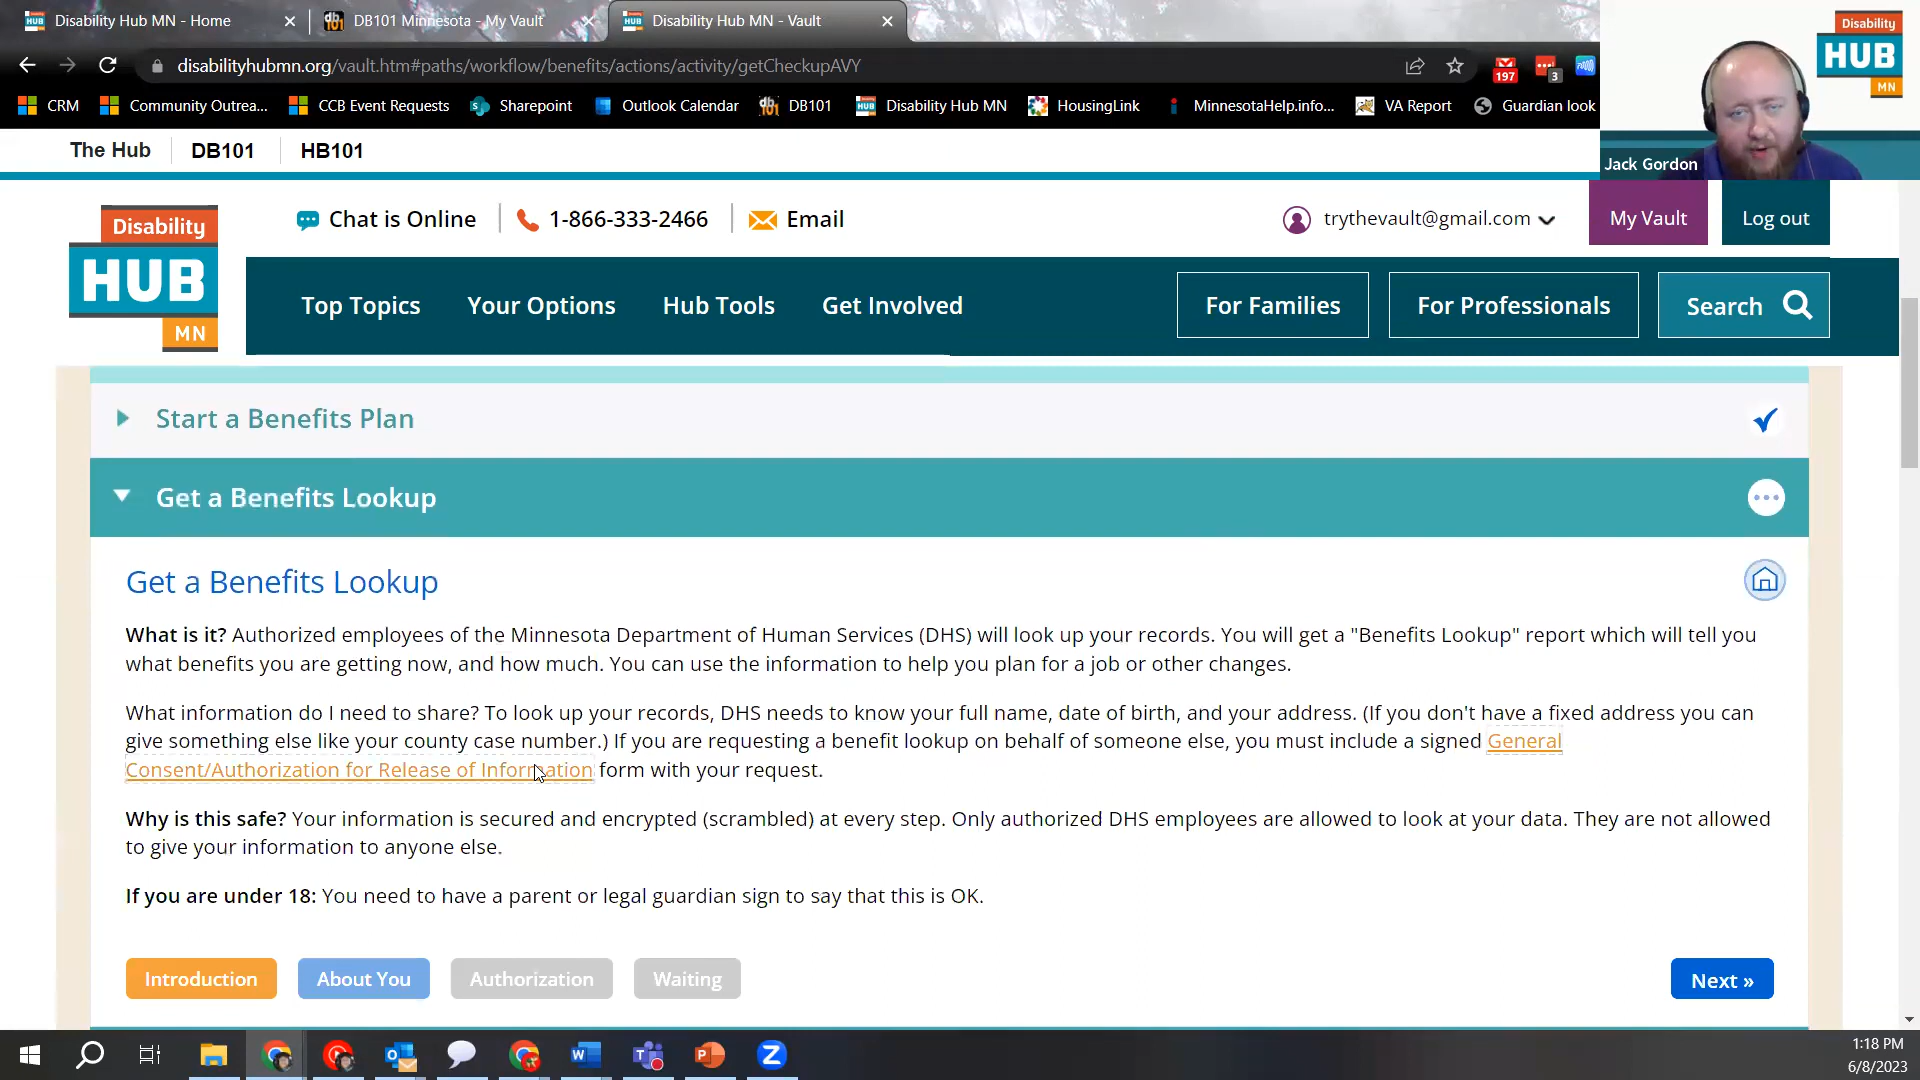 Disability Hub MN - Home
DB101 Minnesota - My Vault
Disability Hub MN - Vault
disabilityhubmn.org/vault.htm#paths/workflow/benefits/actions/activity/getCheckupAVY
197
3
CRM
Community Outrea...
CCB Event Requests
Sharepoint
Outlook Calendar
DB101
Disability Hub MN
HousingLink
MinnesotaHelp.info...
VA Report
Guardian look
Disability
HUB
MN
Jack Gordon
The Hub
DB101
HB101
Disability
HUB
MN
Chat is Online
1-866-333-2466
Email
trythevault@gmail.com
My Vault
Log out
Top Topics
Your Options
Hub Tools
Get Involved
For Families
For Professionals
Search
Start a Benefits Plan
Get a Benefits Lookup
Get a Benefits Lookup
What is it? Authorized employees of the Minnesota Department of Human Services (DHS) will look up your records. You will get a "Benefits Lookup" report which will tell you
what benefits you are getting now, and how much. You can use the information to help you plan for a job or other changes.
What information do I need to share? To look up your records, DHS needs to know your full name, date of birth, and your address. (If you don't have a fixed address you can
give something else like your county case number.) If you are requesting a benefit lookup on behalf of someone else, you must include a signed General
Consent/Authorization for Release of Information form with your request.
Why is this safe? Your information is secured and encrypted (scrambled) at every step. Only authorized DHS employees are allowed to look at your data. They are not allowed
to give your information to anyone else.
If you are under 18: You need to have a parent or legal guardian sign to say that this is OK.
Introduction
About You
Authorization
Waiting
Next »
1:18 PM
6/8/2023